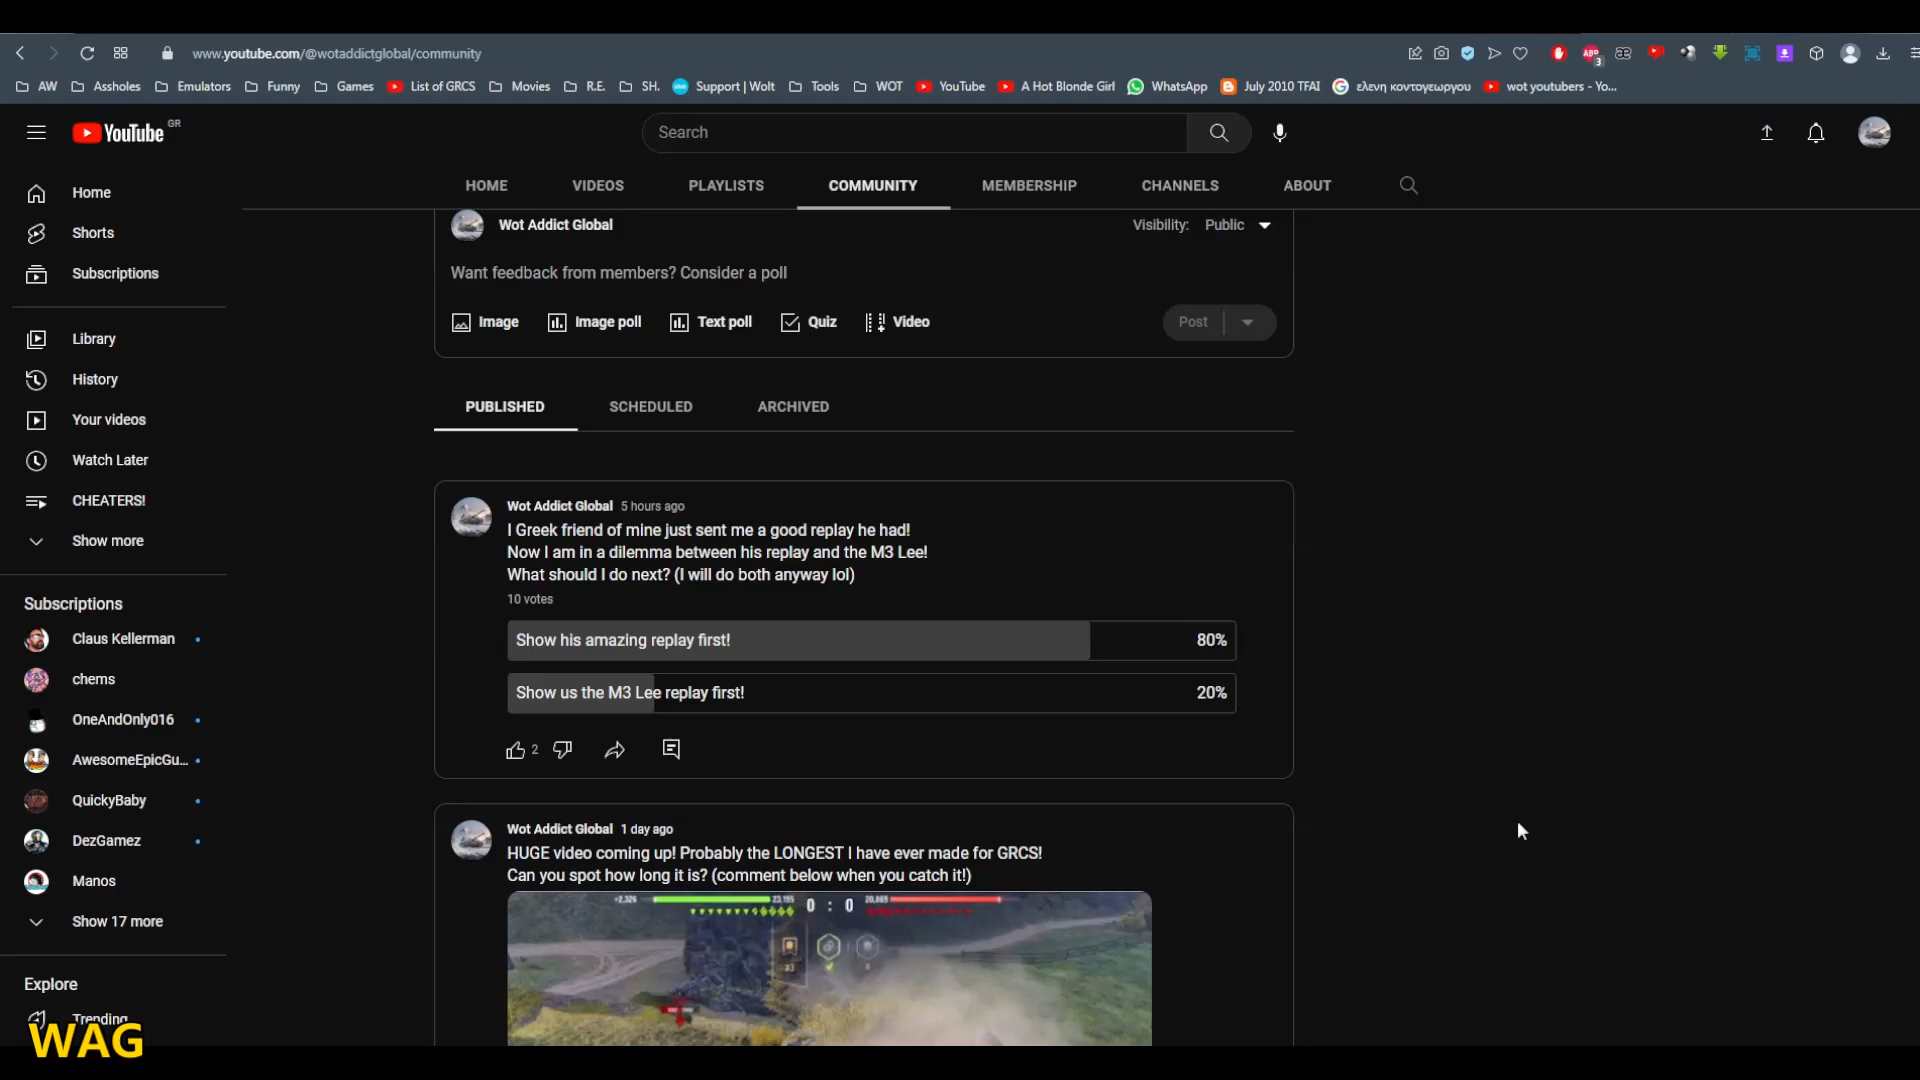 www.youtube.com/@wotaddictglobal/community
ABP
3
AW
Assholes
Emulators
Funny
Games
List of GRCS
Movies
R.E.
SH.
Support | Wolt
Tools
WOT
YouTube
A Hot Blonde Girl
WhatsApp
July 2010 TFAI
ελενη κοντογεωργου
wot youtubers - Yo...
YouTube GR
Search
HOME
VIDEOS
PLAYLISTS
COMMUNITY
MEMBERSHIP
CHANNELS
ABOUT
Home
Shorts
Subscriptions
Library
History
Your videos
Watch Later
CHEATERS!
Show more
Subscriptions
Claus Kellerman
chems
OneAndOnly016
AwesomeEpicGu...
QuickyBaby
DezGamez
Manos
Show 17 more
Explore
Trending
WAG
Wot Addict Global
Visibility: Public
Want feedback from members? Consider a poll
Image
Image poll
Text poll
Quiz
Video
Post
PUBLISHED
SCHEDULED
ARCHIVED
Wot Addict Global 5 hours ago
I Greek friend of mine just sent me a good replay he had!
Now I am in a dilemma between his replay and the M3 Lee!
What should I do next? (I will do both anyway lol)
10 votes
Show his amazing replay first! 80%
Show us the M3 Lee replay first! 20%
2
Wot Addict Global 1 day ago
HUGE video coming up! Probably the LONGEST I have ever made for GRCS!
Can you spot how long it is? (comment below when you catch it!)
0 : 0